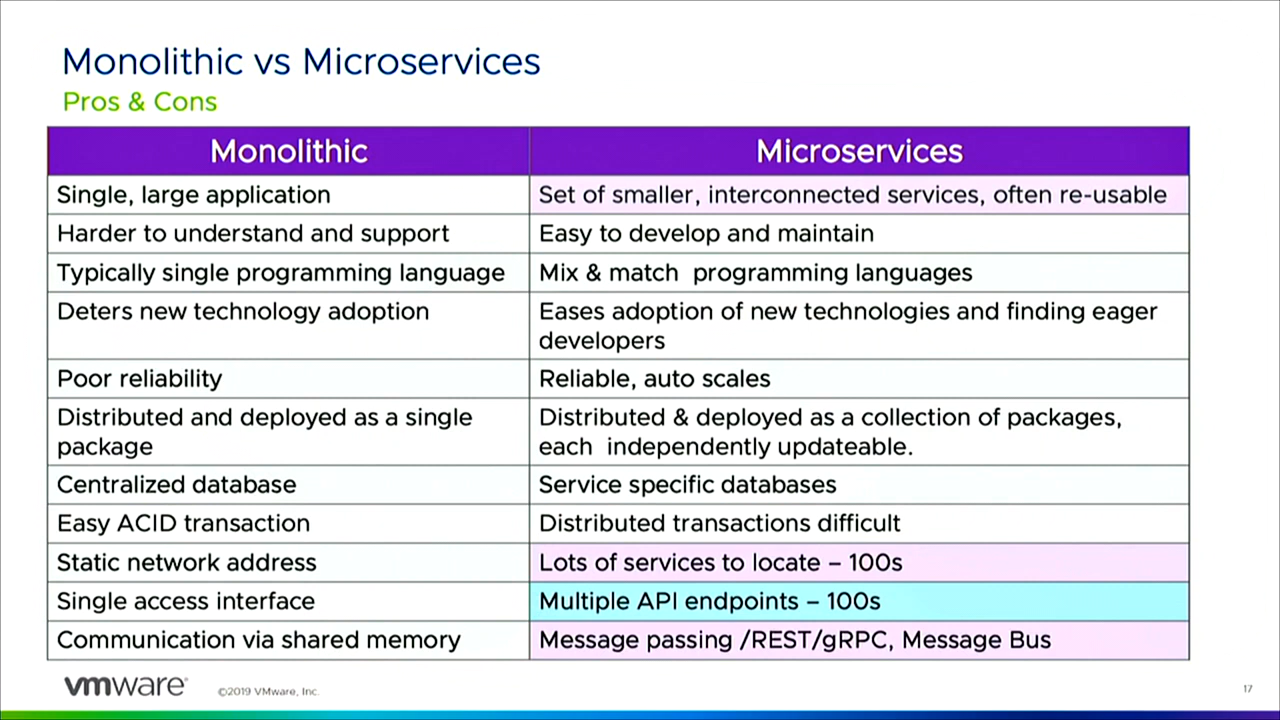 Monolithic vs Microservices
Pros & Cons
Monolithic
Microservices
Single, large application
Set of smaller, interconnected services, often re-usable
Harder to understand and support
Easy to develop and maintain
Typically single programming language
Mix & match programming languages
Deters new technology adoption
Eases adoption of new technologies and finding eager
developers
Poor reliability
Reliable, auto scales
Distributed and deployed as a single
package
Distributed & deployed as a collection of packages,
each independently updateable.
Centralized database
Service specific databases
Easy ACID transaction
Distributed transactions difficult
Static network address
Lots of services to locate – 100s
Single access interface
Multiple API endpoints – 100s
Communication via shared memory
Message passing /REST/gRPC, Message Bus
vmware®
©2019 VMware, Inc.
17